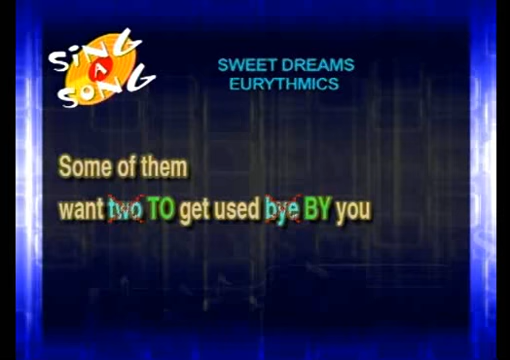 SiNG
A
SONG
SWEET DREAMS
EURYTHMICS
Some of them
want two TO get used bye BY you